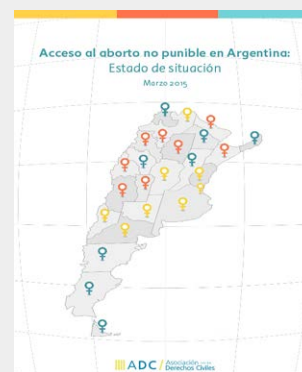 Acceso al aborto no punible en Argentina:
Estado de situación
Marzo 2015
ADC / Asociación por los
Derechos Civiles